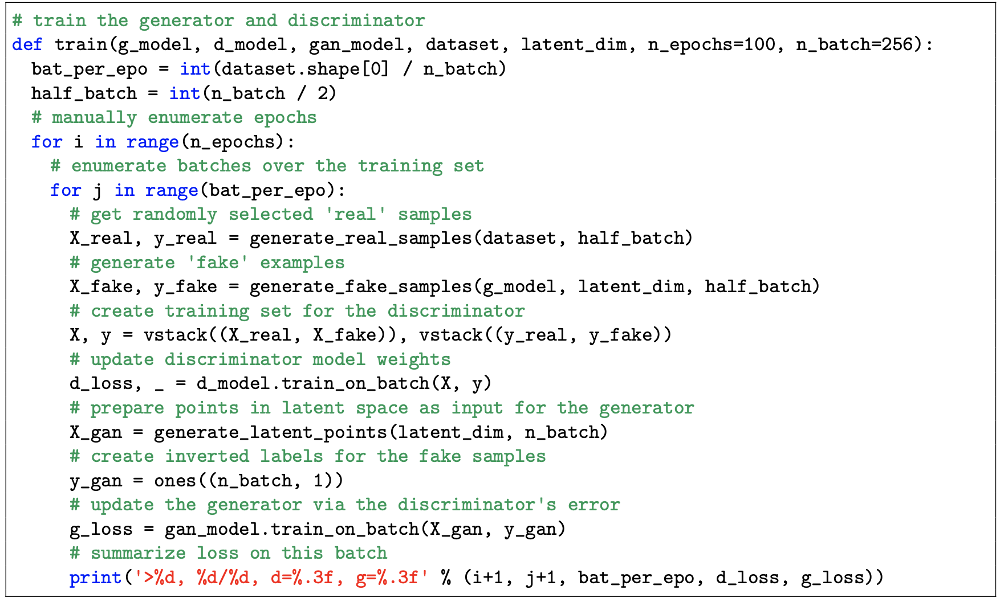 # train the generator and discriminator
def train(g_model, d_model, gan_model, dataset, latent_dim, n_epochs=100, n_batch=256):
  bat_per_epo = int(dataset.shape[0] / n_batch)
  half_batch = int(n_batch / 2)
  # manually enumerate epochs
  for i in range(n_epochs):
    # enumerate batches over the training set
    for j in range(bat_per_epo):
      # get randomly selected 'real' samples
      X_real, y_real = generate_real_samples(dataset, half_batch)
      # generate 'fake' examples
      X_fake, y_fake = generate_fake_samples(g_model, latent_dim, half_batch)
      # create training set for the discriminator
      X, y = vstack((X_real, X_fake)), vstack((y_real, y_fake))
      # update discriminator model weights
      d_loss, _ = d_model.train_on_batch(X, y)
      # prepare points in latent space as input for the generator
      X_gan = generate_latent_points(latent_dim, n_batch)
      # create inverted labels for the fake samples
      y_gan = ones((n_batch, 1))
      # update the generator via the discriminator's error
      g_loss = gan_model.train_on_batch(X_gan, y_gan)
      # summarize loss on this batch
      print('>%d, %d/%d, d=%.3f, g=%.3f' % (i+1, j+1, bat_per_epo, d_loss, g_loss))